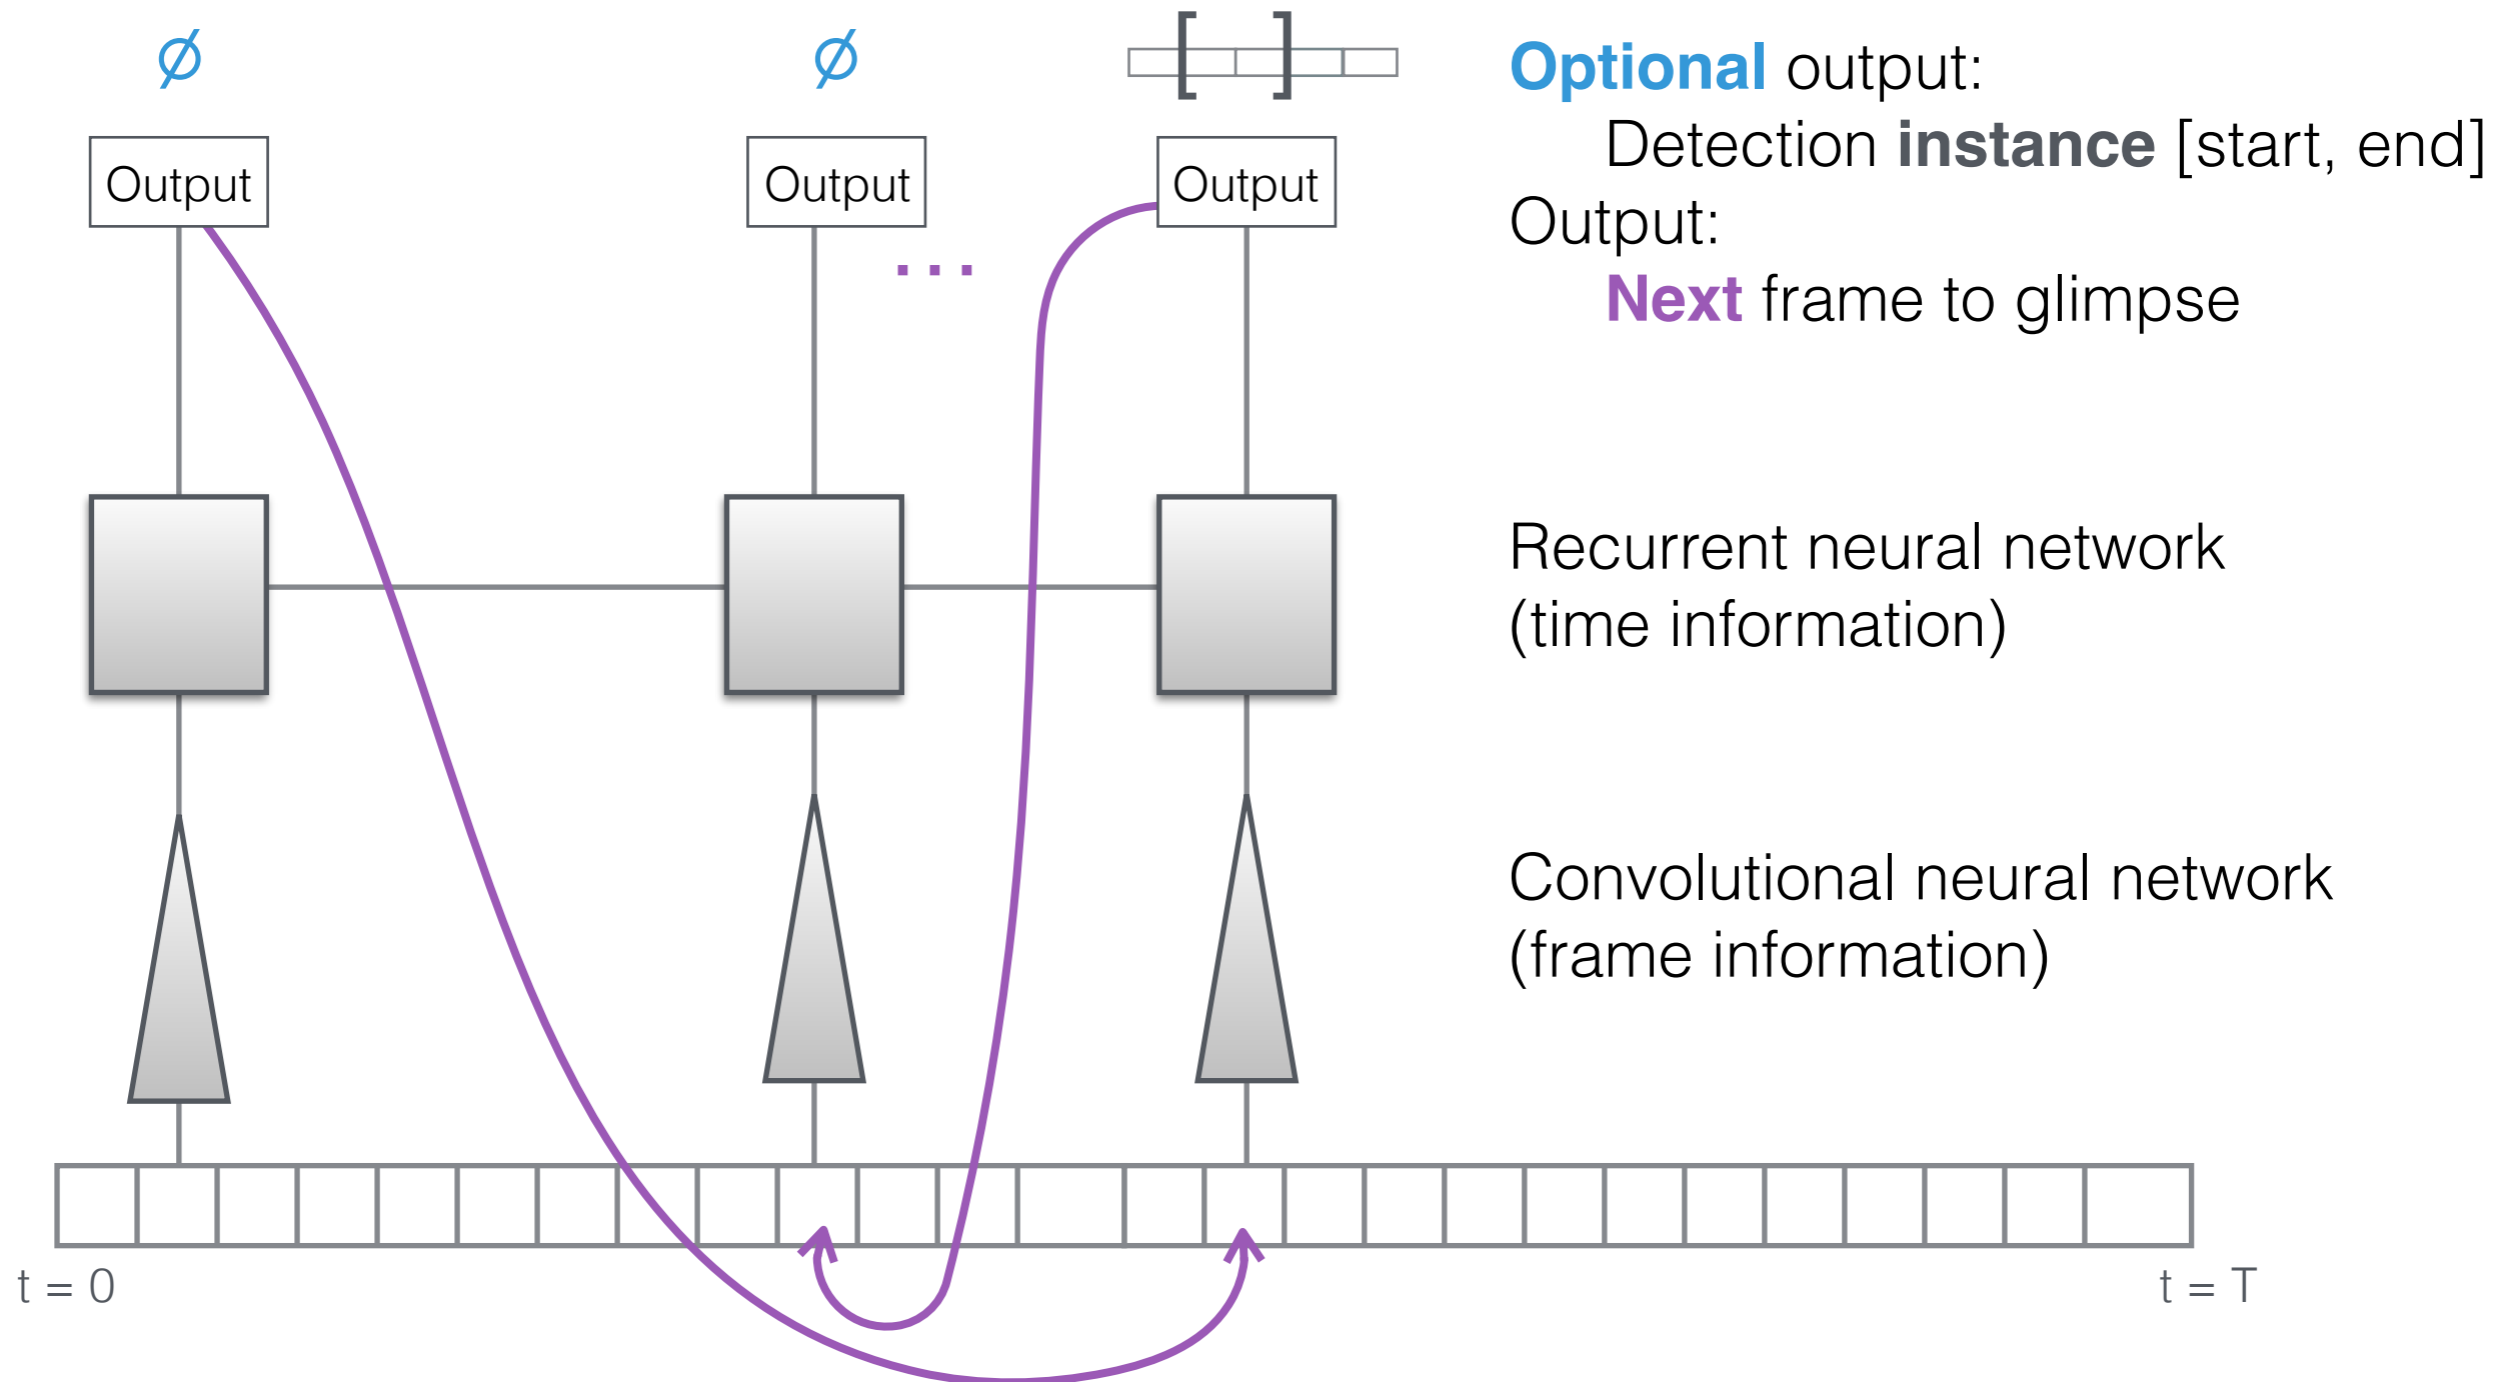 ∅ ∅ [ ]
Output Output Output
...
Optional output:
Detection instance [start, end]
Output:
Next frame to glimpse
Recurrent neural network
(time information)
Convolutional neural network
(frame information)
t = 0
t = T